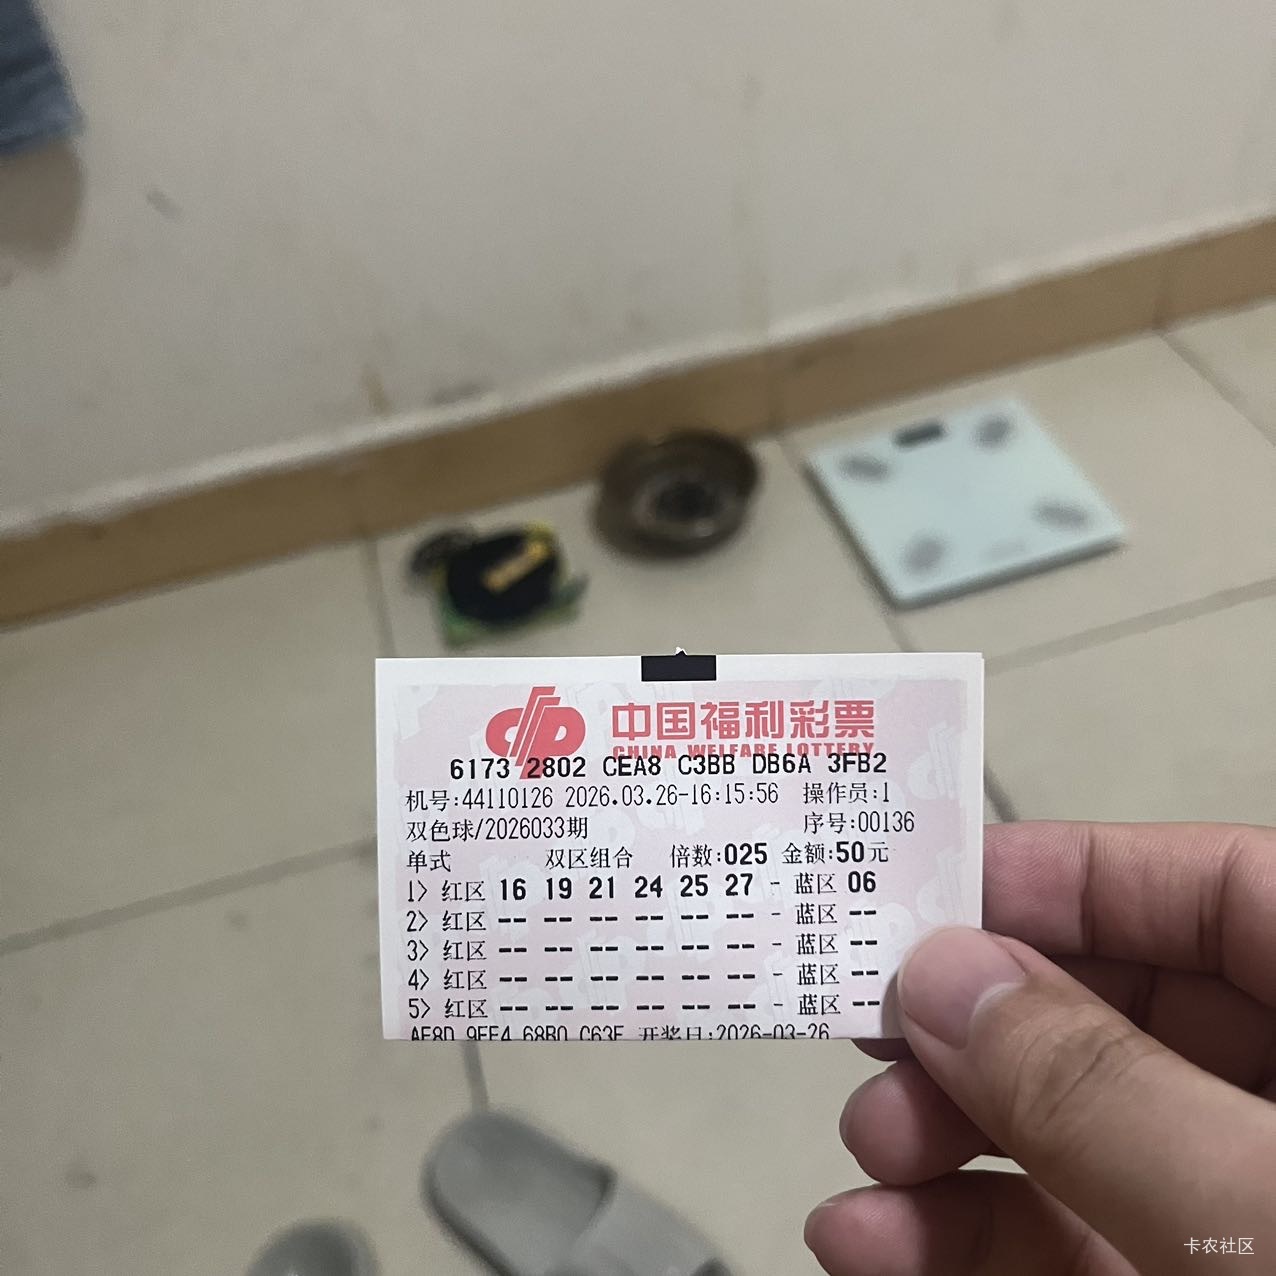 中国福利彩票
CHINA WELFARE LOTTERY
6173 2802 CEA8 C3BB DB6A 3FB2
机号:44110126 2026.03.26-16:15:56 操作员:1
双色球/2026033期 序号:00136
单式 双区组合 倍数:025 金额:50元
1> 红区 16 19 21 24 25 27 - 蓝区 06
2> 红区 -- -- -- -- -- -- - 蓝区 --
3> 红区 -- -- -- -- -- -- - 蓝区 --
4> 红区 -- -- -- -- -- -- - 蓝区 --
5> 红区 -- -- -- -- -- -- - 蓝区 --
开奖日:2026-03-26
卡农社区